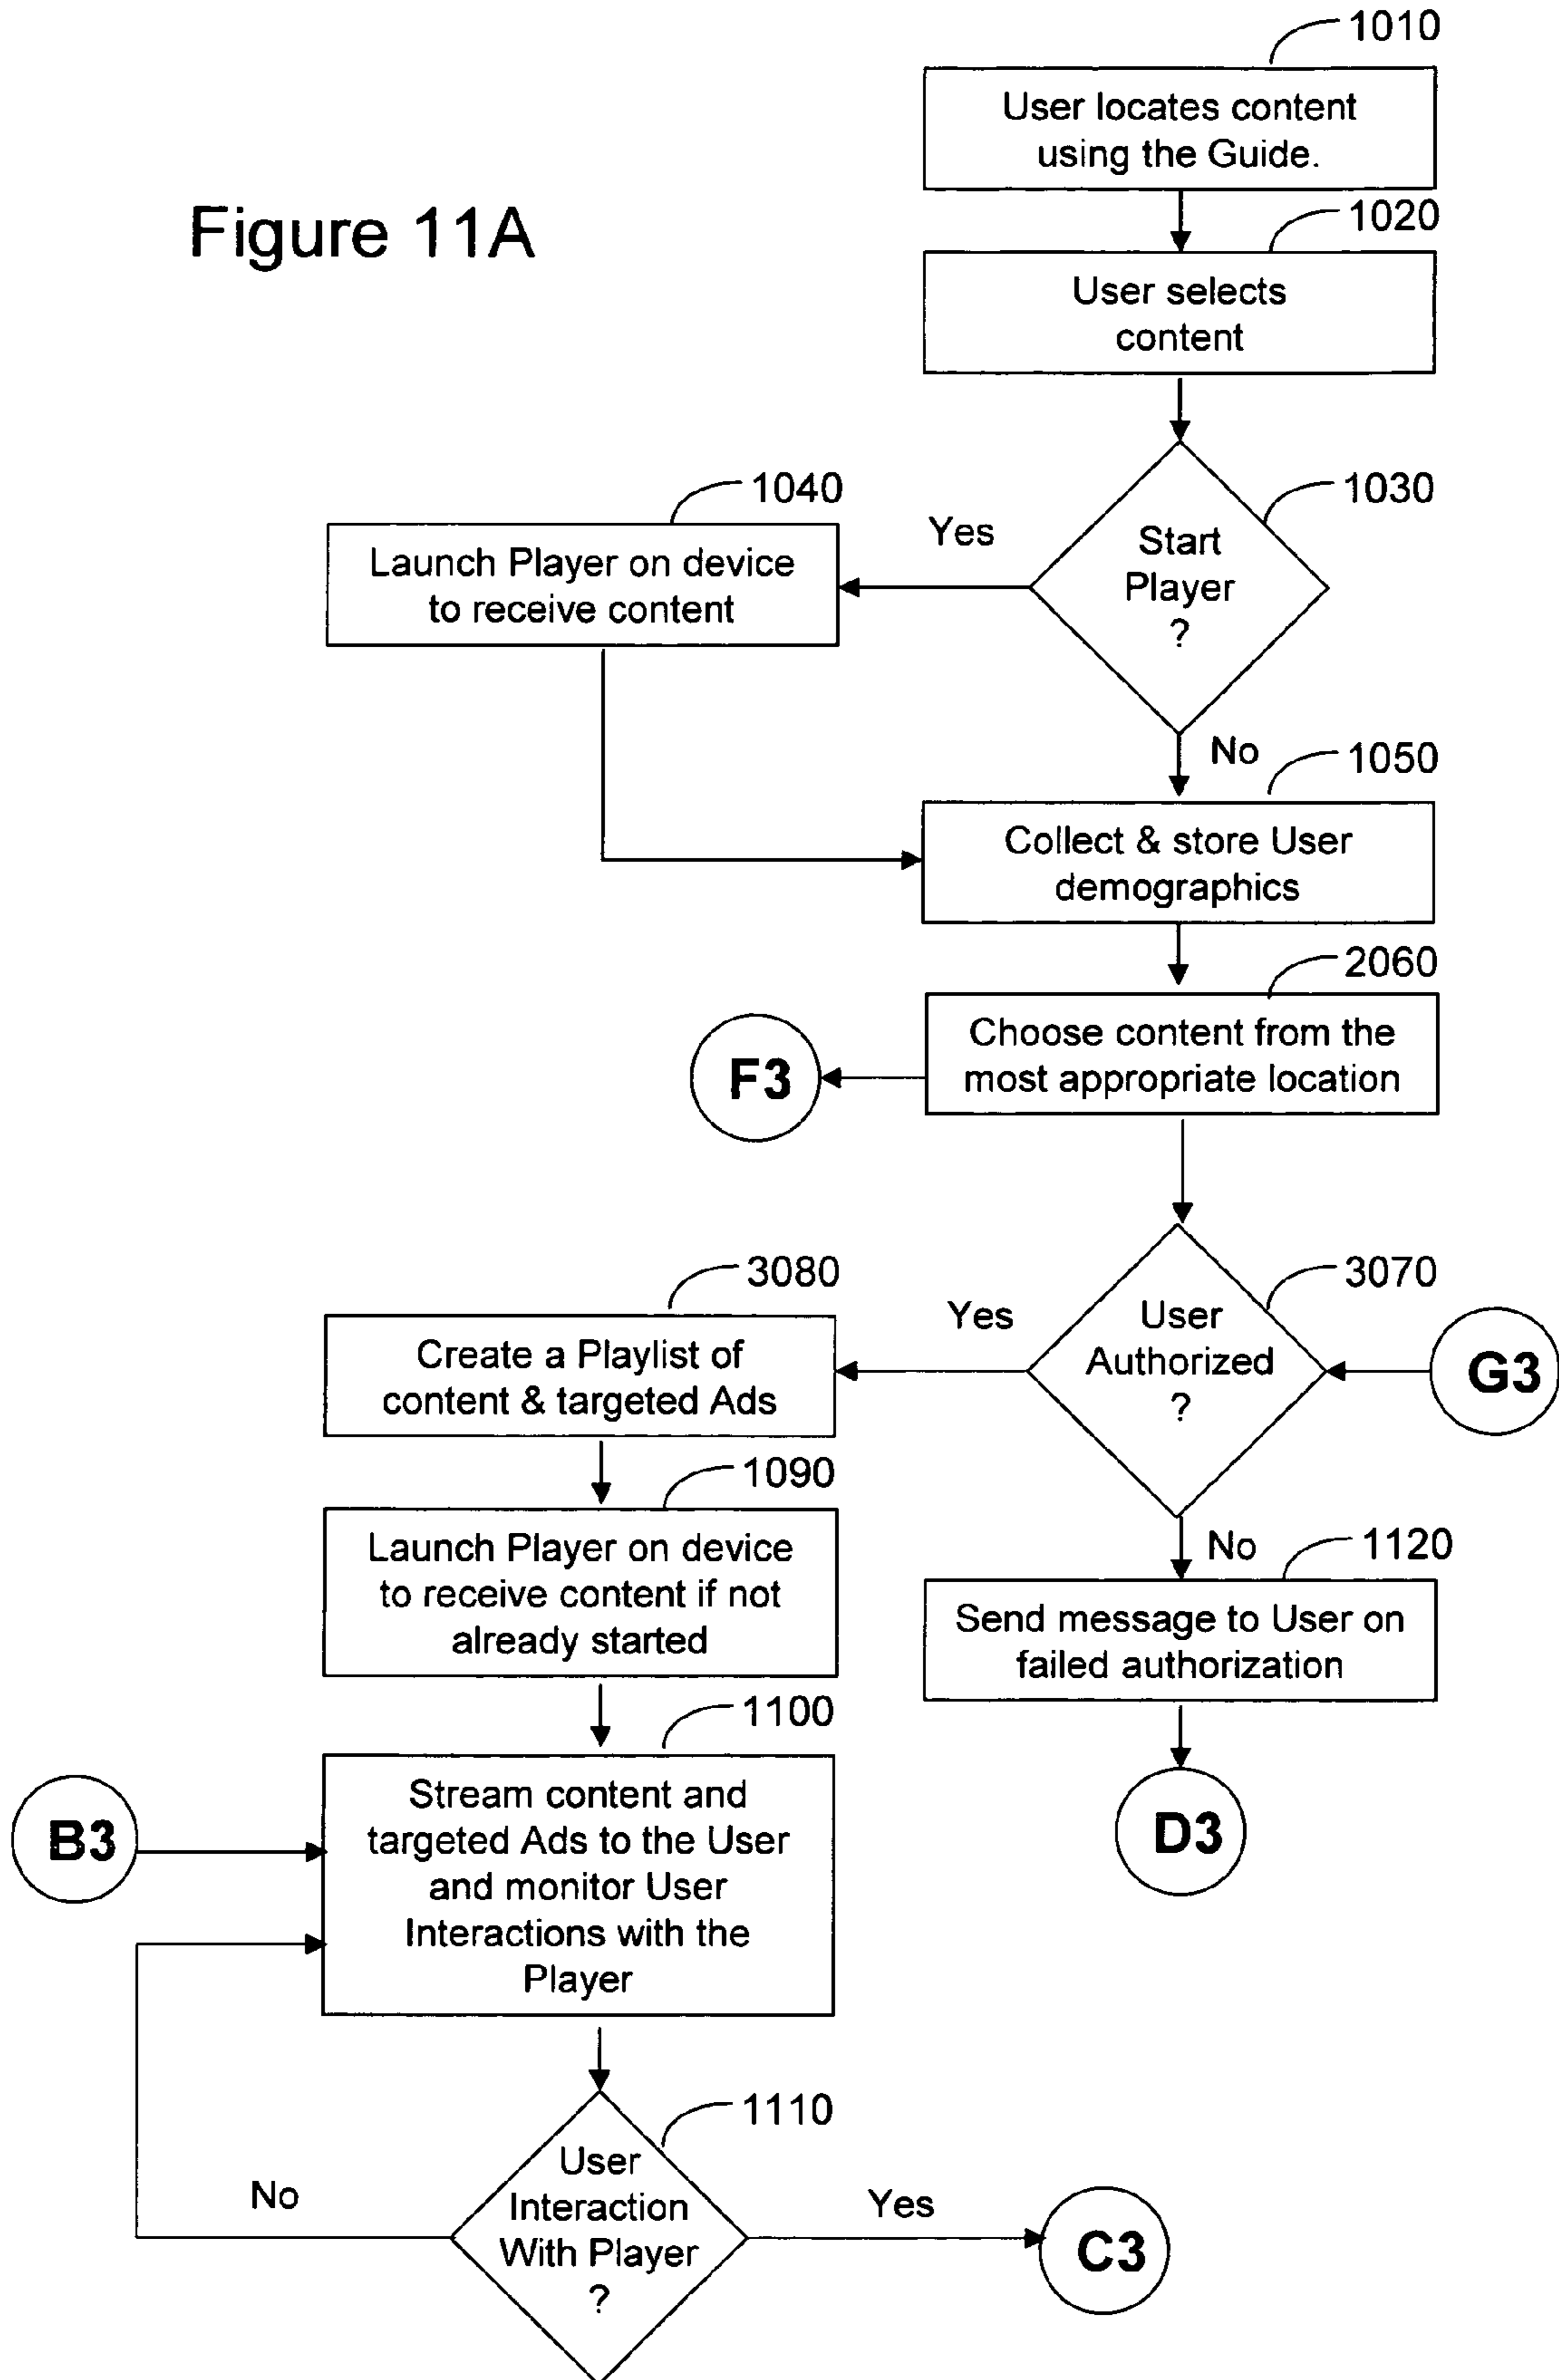 1010
User locates content
using the Guide.
Figure 11A
1020
User selects
content
1030
Start
Player
?
Yes
1040
Launch Player on device
to receive content
No
1050
Collect & store User
demographics
2060
Choose content from the
most appropriate location
F3
3070
User
Authorized
?
G3
Yes
3080
Create a Playlist of
content & targeted Ads
1090
Launch Player on device
to receive content if not
already started
No
1120
Send message to User on
failed authorization
D3
1100
Stream content and
targeted Ads to the User
and monitor User
Interactions with the
Player
B3
1110
User
Interaction
With Player
?
No
Yes
C3